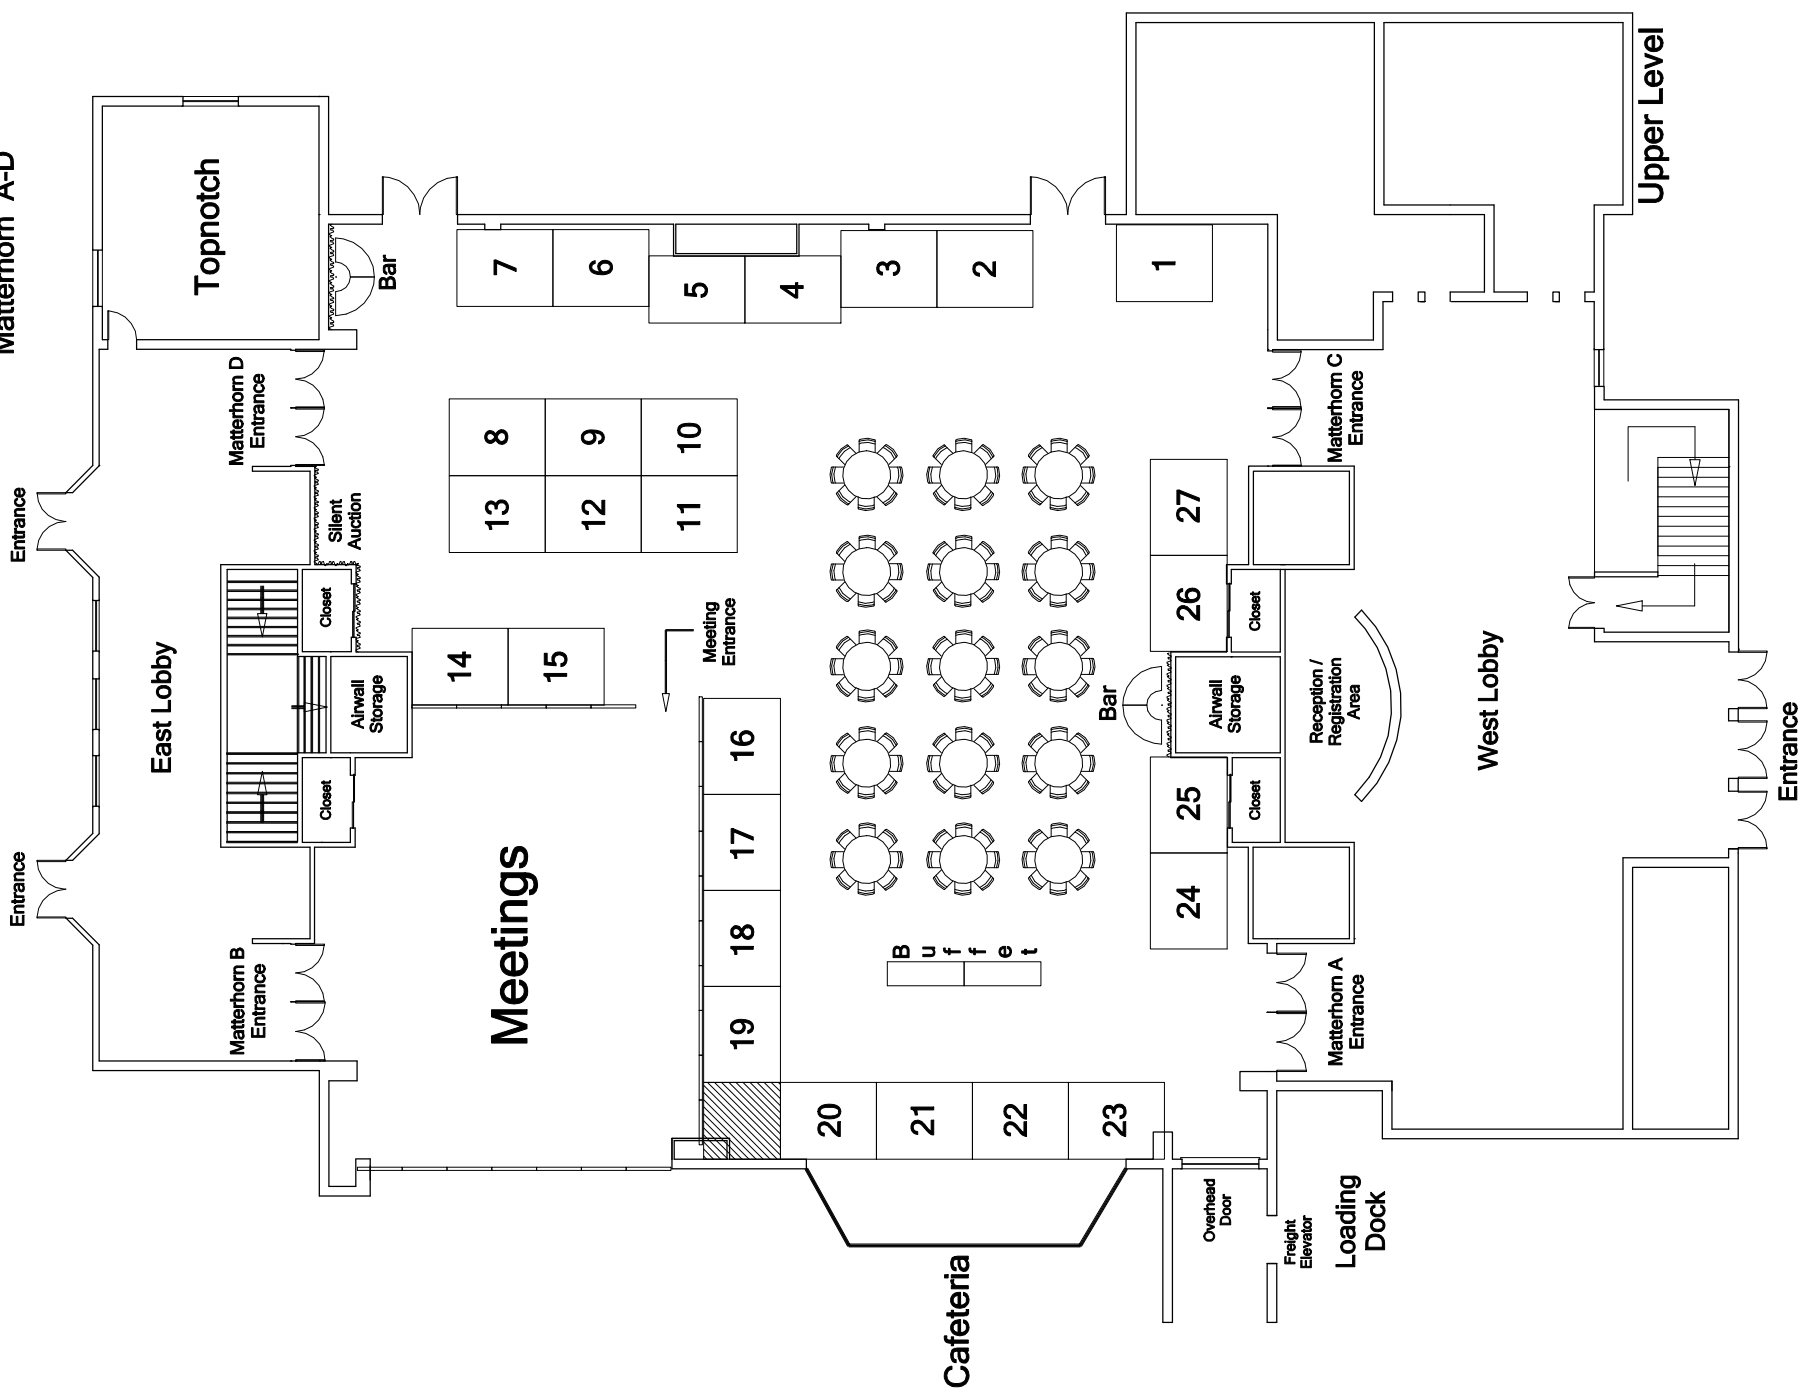 Matterhorn A-D
Upper Level
Topnotch
Bar
7
6
5
4
3
2
1
Matterhorn D
Entrance
Matterhorn C
Entrance
Entrance
Silent
Auction
8
9
10
13
12
11
27
26
Closet
Closet
East Lobby
14
15
Meeting
Entrance
Airwall
Storage
Bar
Airwall
Storage
Reception /
Registration
Area
West Lobby
Entrance
16
17
18
19
25
24
Closet
Closet
Entrance
Meetings
Buffet
Matterhorn B
Entrance
Matterhorn A
Entrance
20
21
22
23
Overhead
Door
Freight
Elevator
Loading
Dock
Cafeteria